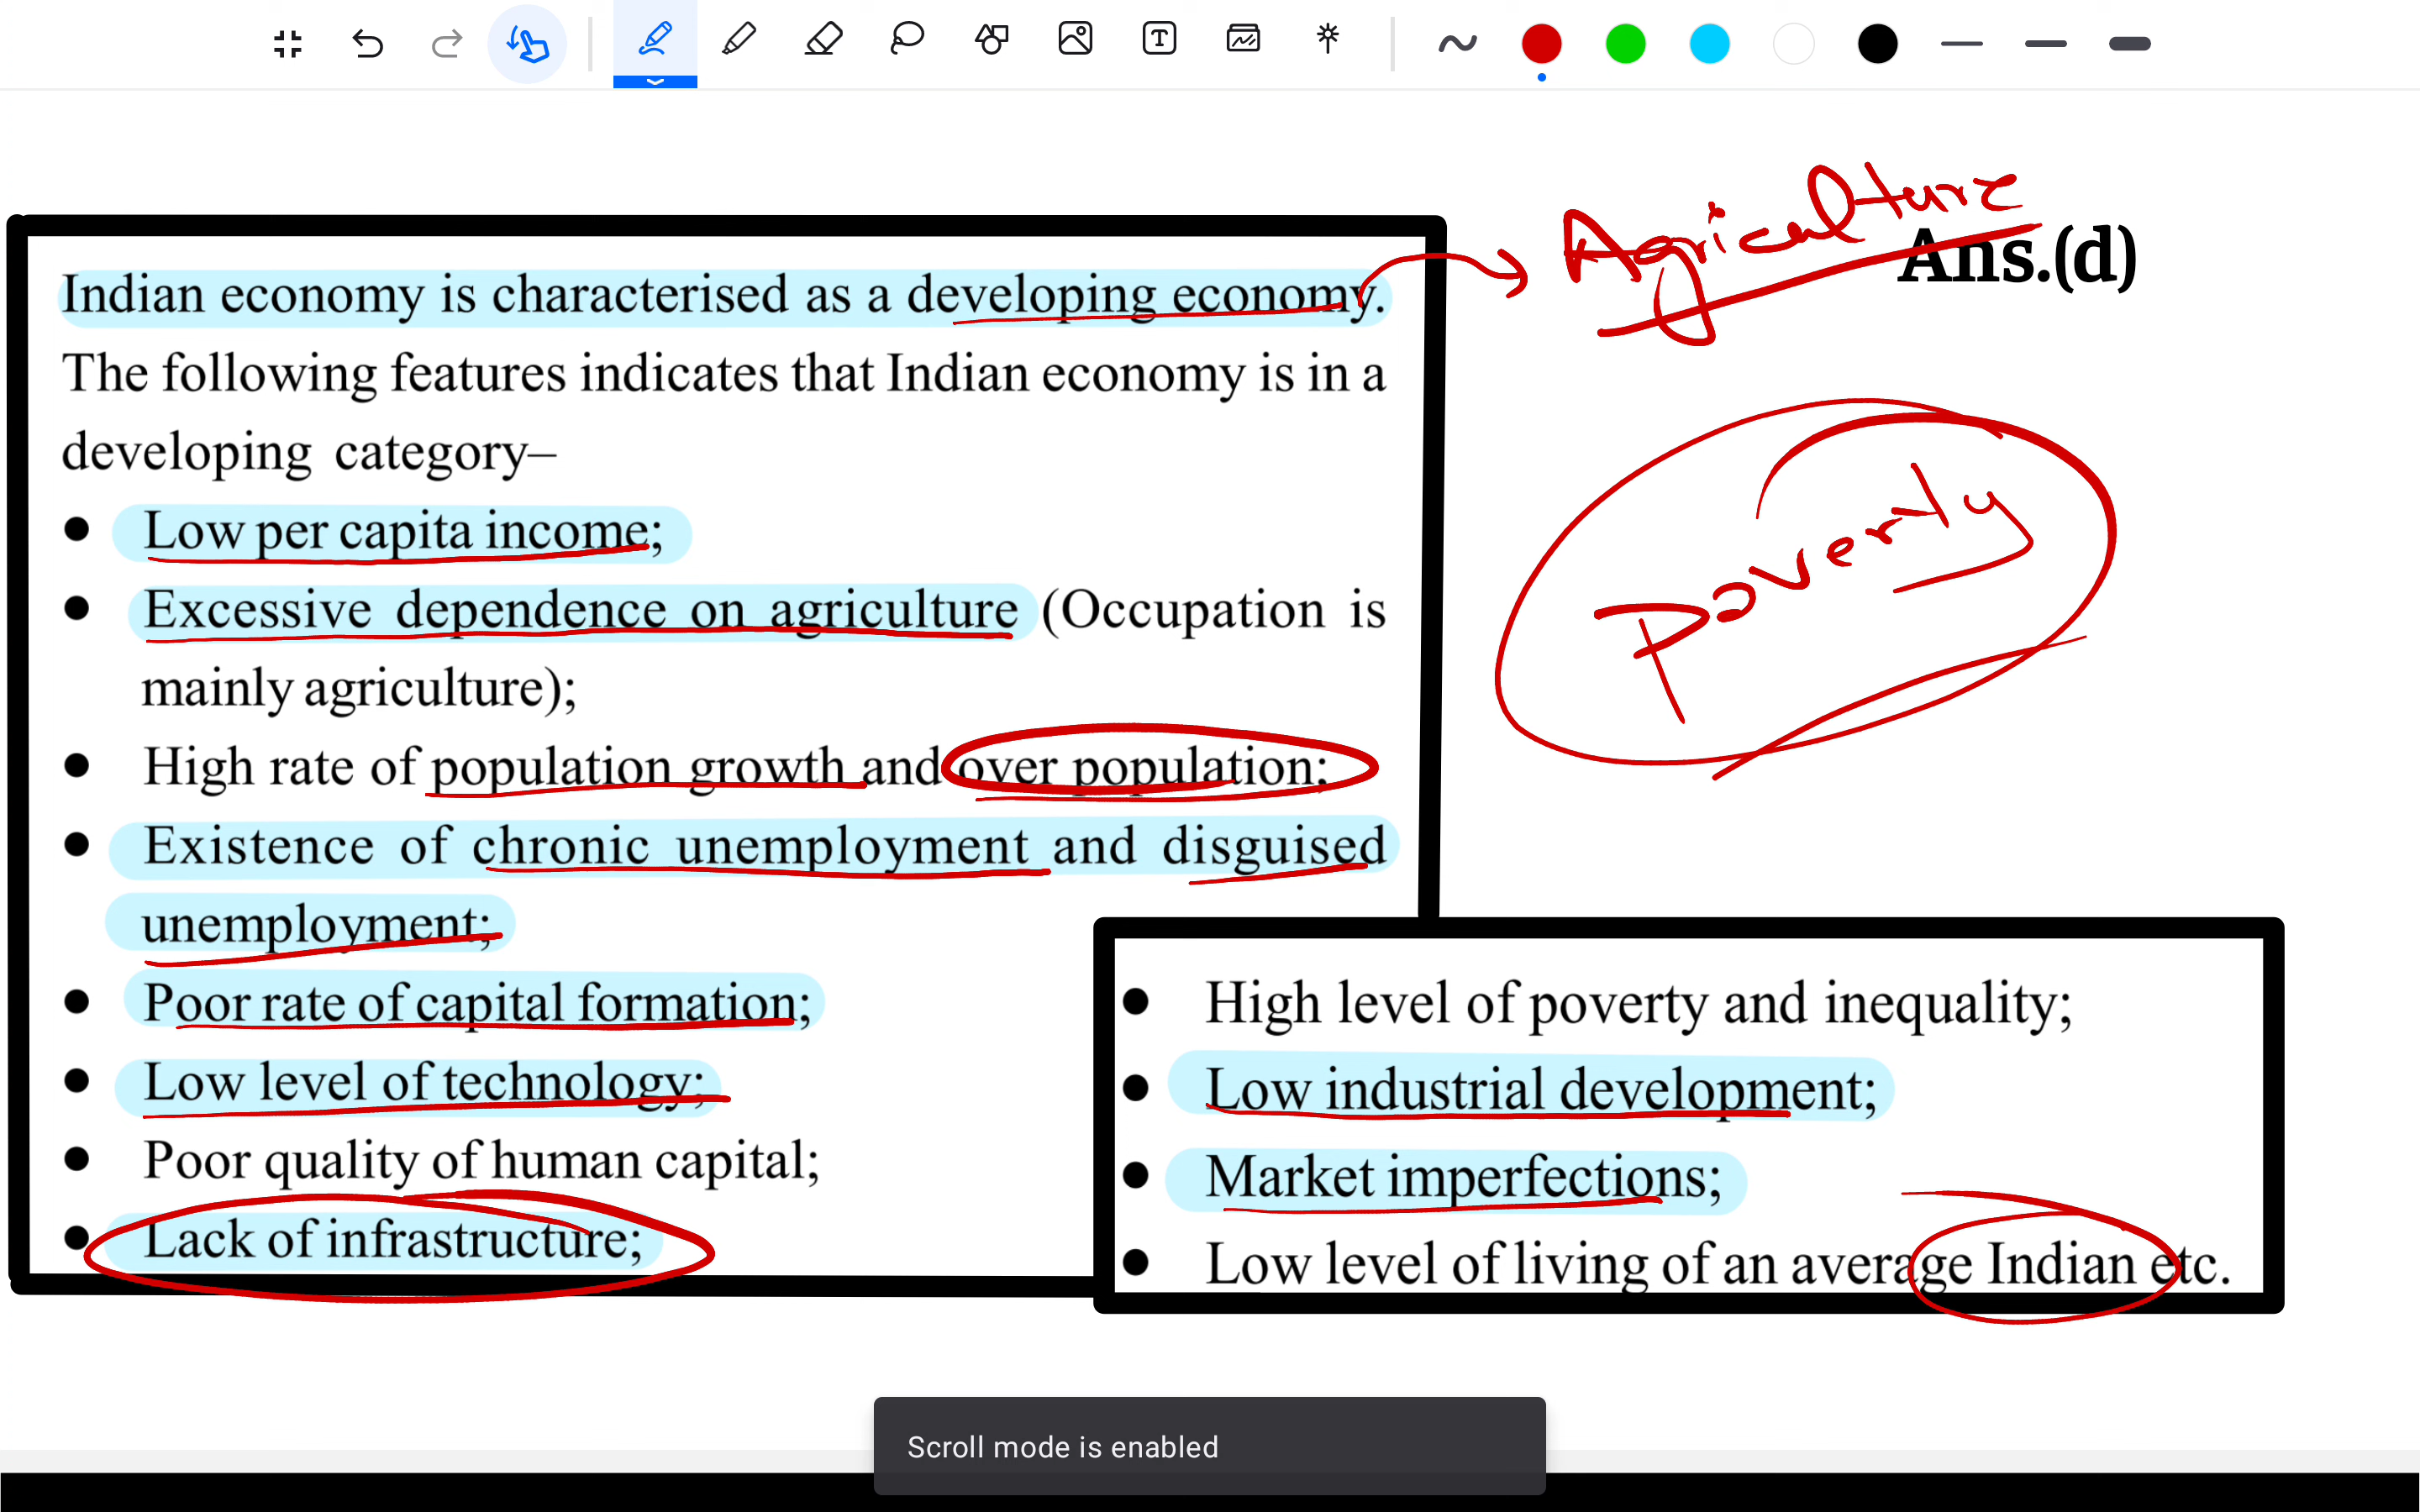 Agriculture
Ans.(d)
Indian economy is characterised as a developing economy.
The following features indicates that Indian economy is in a
developing category–
● Low per capita income;
● Excessive dependence on agriculture (Occupation is
mainly agriculture);
● High rate of population growth and over population;
● Existence of chronic unemployment and disguised
unemployment;
● Poor rate of capital formation;
● Low level of technology;
● Poor quality of human capital;
● Lack of infrastructure;
Poverty
● High level of poverty and inequality;
● Low industrial development;
● Market imperfections;
● Low level of living of an average Indian etc.
Scroll mode is enabled